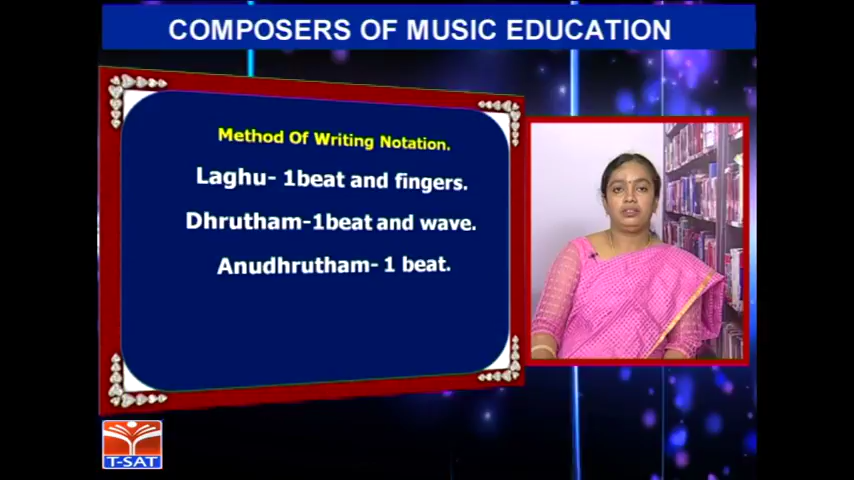 COMPOSERS OF MUSIC EDUCATION
Method Of Writing Notation.
Laghu- 1beat and fingers.
Dhrutham-1beat and wave.
Anudhrutham- 1 beat.
T-SAT